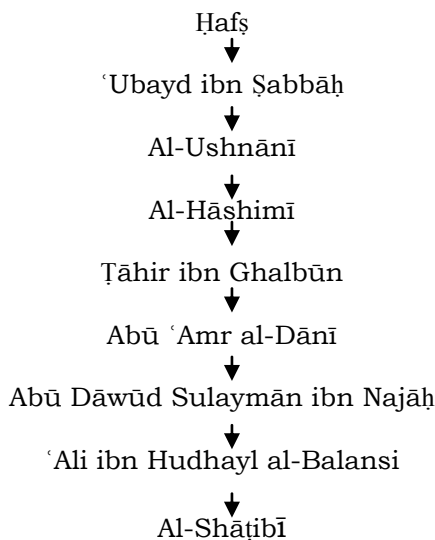 Ḥafṣ
ʿUbayd ibn Ṣabbāḥ
Al-Ushnānī
Al-Hāshimī
Ṭāhir ibn Ghalbūn
Abū ʿAmr al-Dānī
Abū Dāwūd Sulaymān ibn Najāḥ
ʿAli ibn Hudhayl al-Balansi
Al-Shāṭibī